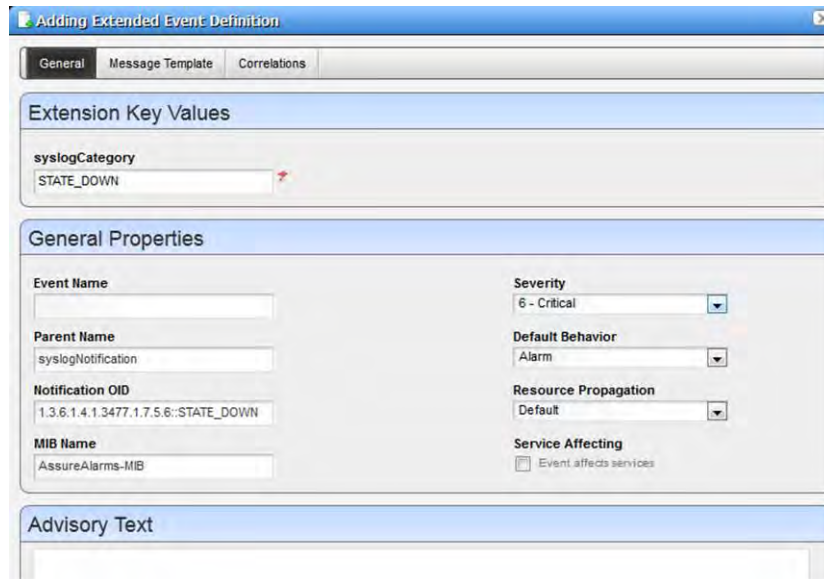 Adding Extended Event Definition
General Message Template Correlations
Extension Key Values
syslogCategory
STATE_DOWN
General Properties
Event Name
Severity
6 - Critical
Parent Name
syslogNotification
Default Behavior
Alarm
Notification OID
1.3.6.1.4.1.3477.1.7.5.6::STATE_DOWN
Resource Propagation
Default
MIB Name
AssureAlarms-MIB
Service Affecting
Event affects services
Advisory Text